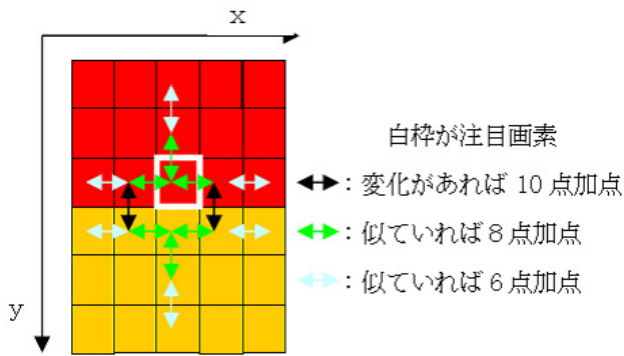 x
白枠が注目画素
：変化があれば 10 点加点
：似ていれば 8 点加点
：似ていれば 6 点加点
y